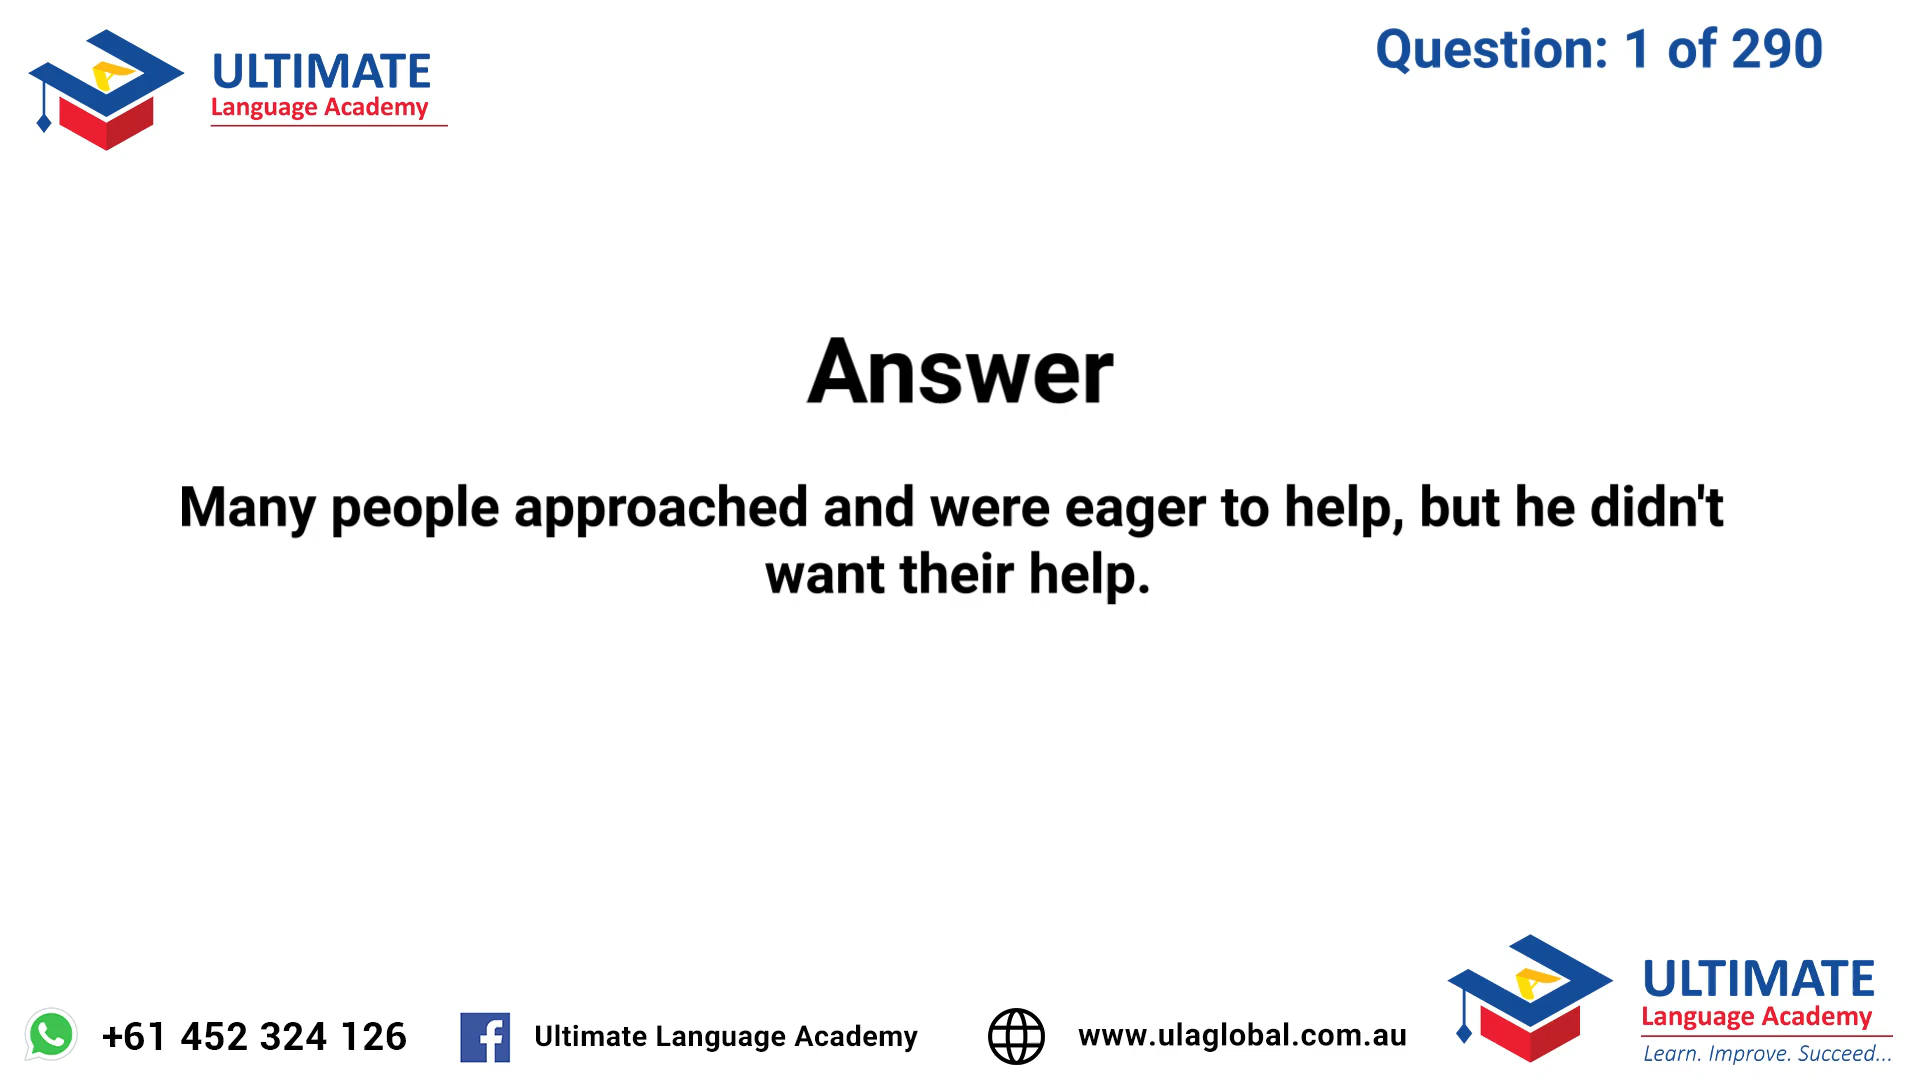 ULTIMATE
Language Academy
Question: 1 of 290
Answer
Many people approached and were eager to help, but he didn't
want their help.
+61 452 324 126
Ultimate Language Academy
www.ulaglobal.com.au
ULTIMATE
Language Academy
Learn. Improve. Succeed...